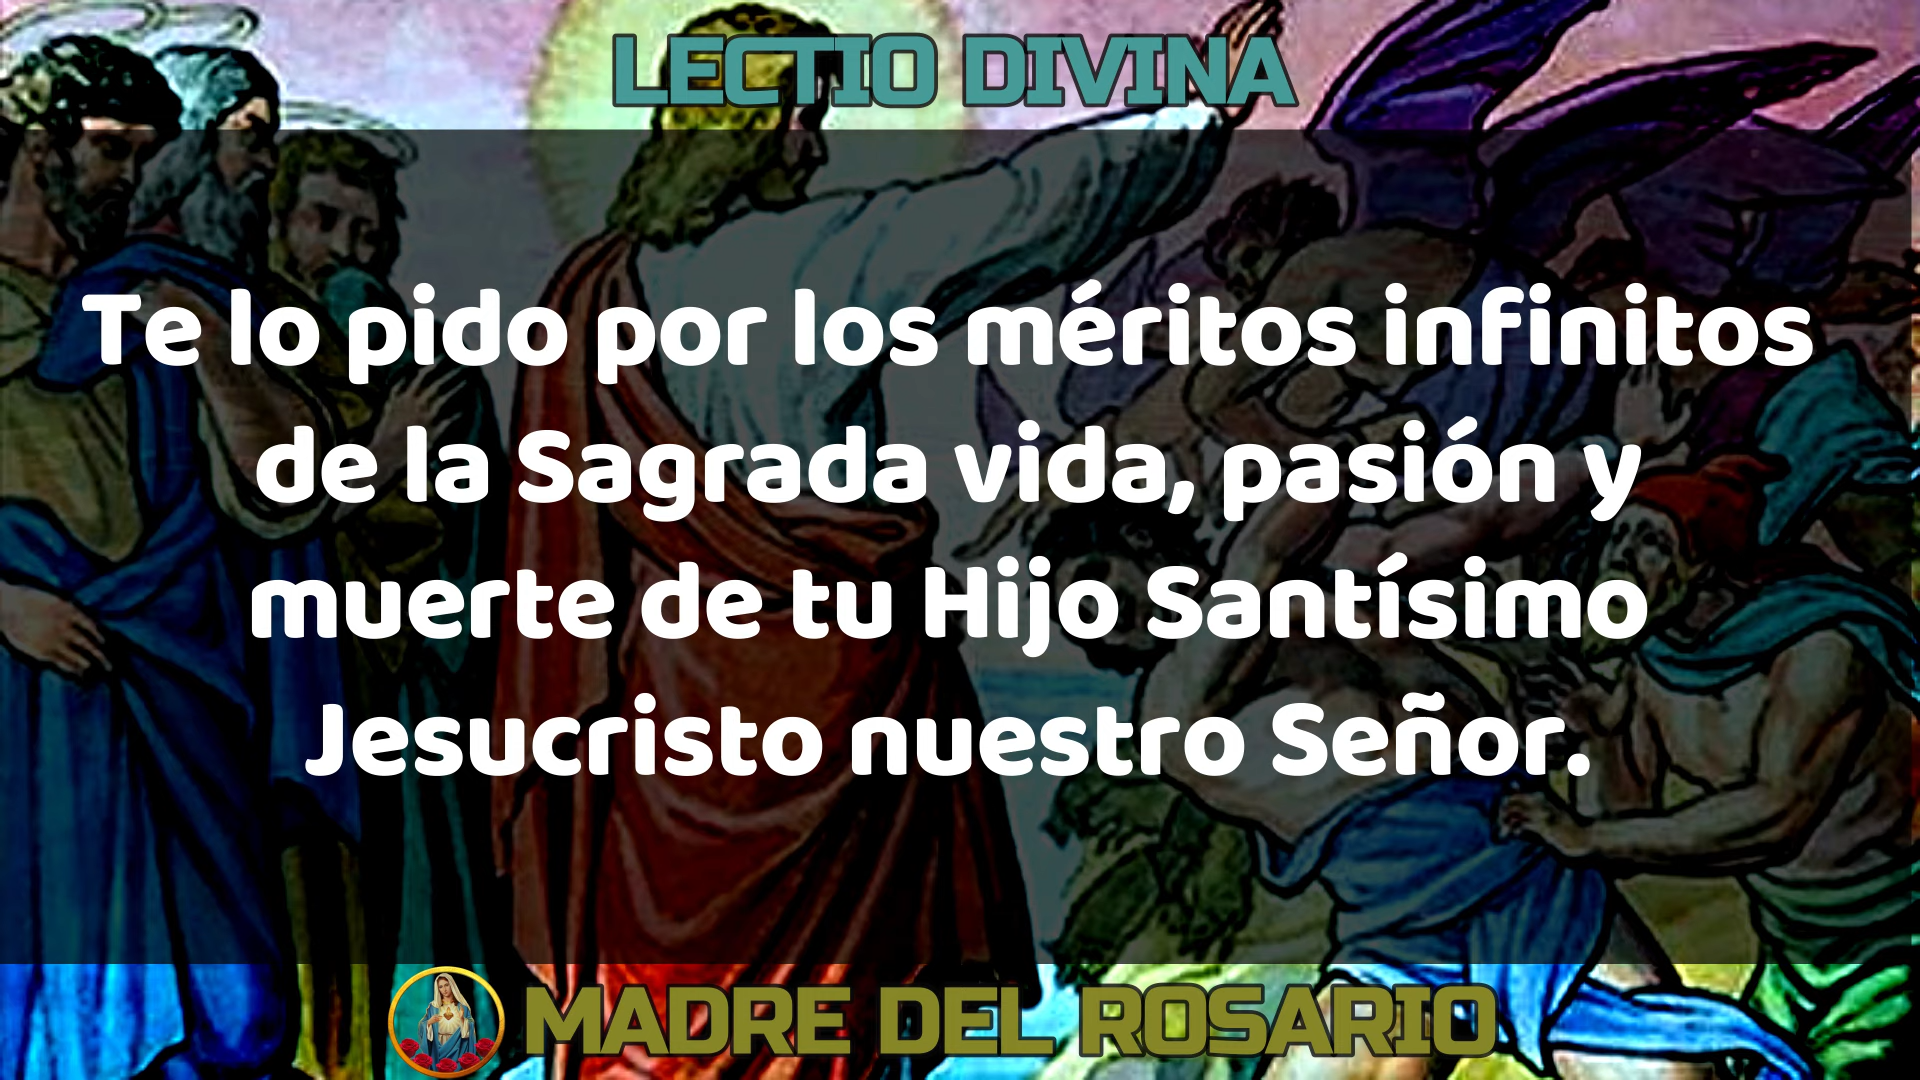 LECTIO DIVINA
Te lo pido por los méritos infinitos
de la Sagrada vida, pasión y
muerte de tu Hijo Santísimo
Jesucristo nuestro Señor.
MADRE DEL ROSARIO